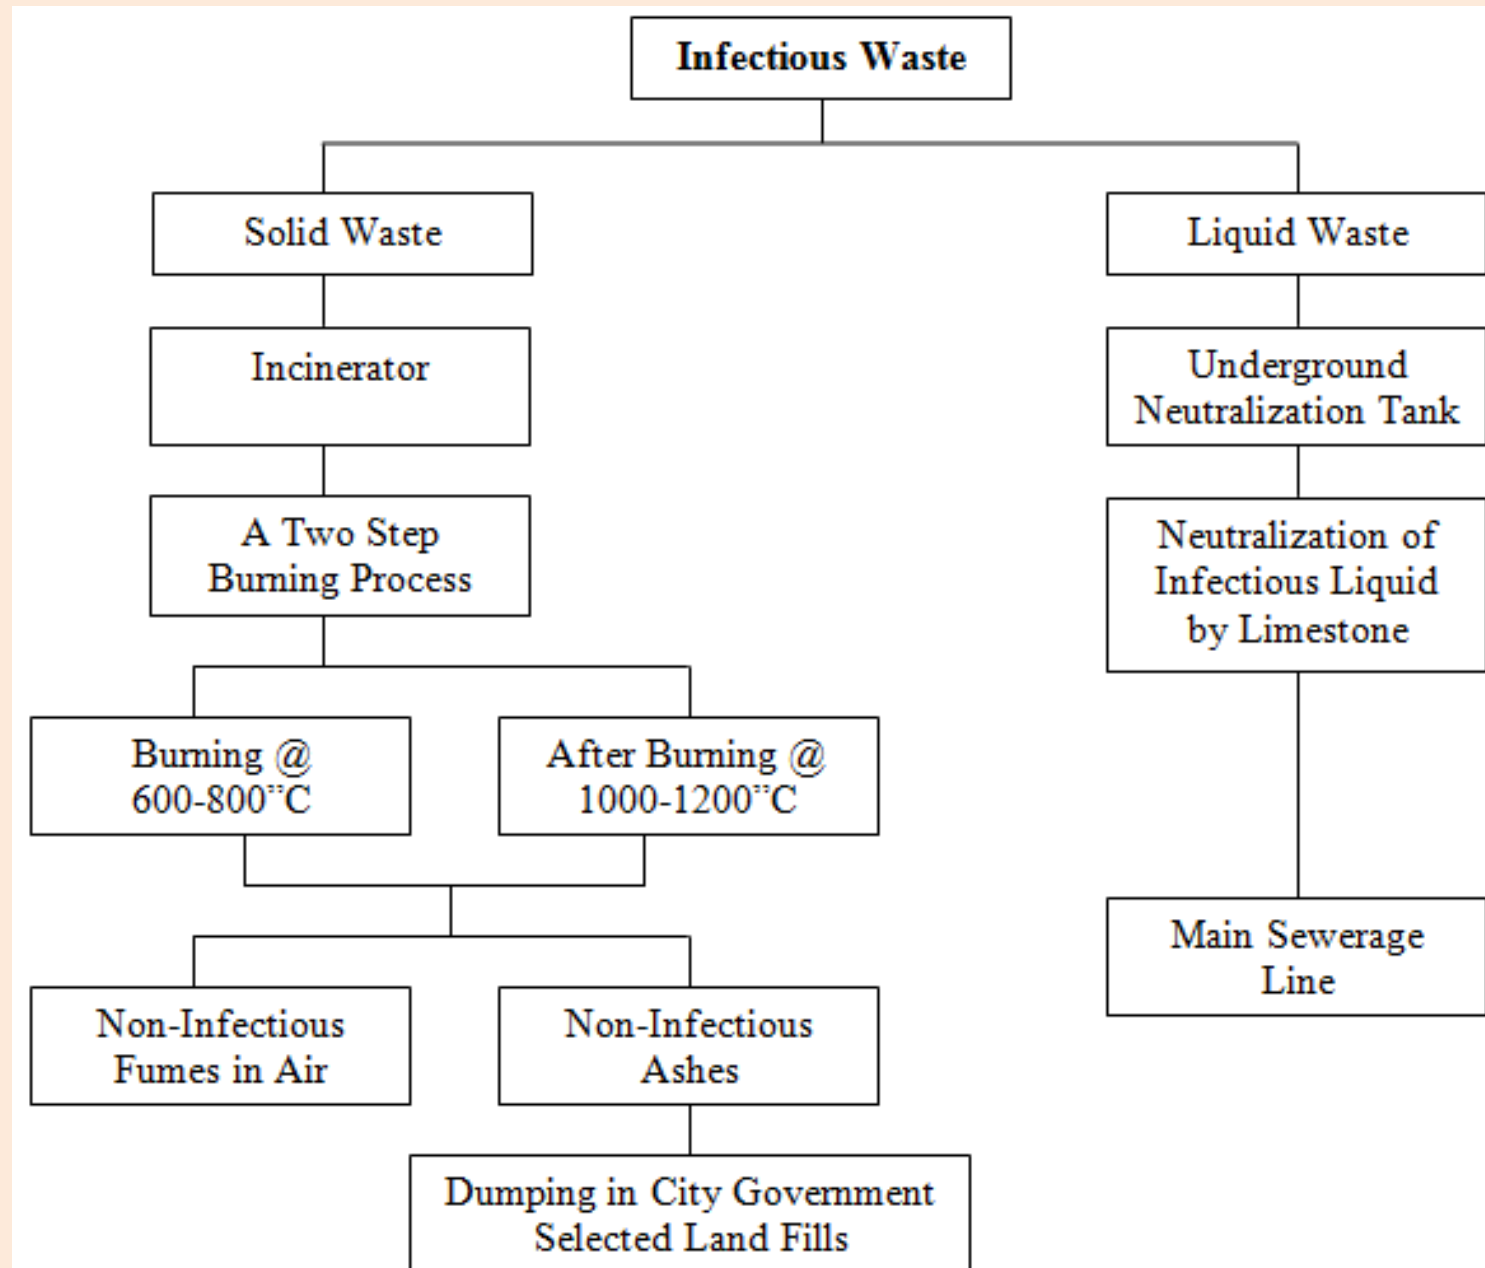 Infectious Waste
Solid Waste
Liquid Waste
Incinerator
Underground
Neutralization Tank
A Two Step
Burning Process
Neutralization of
Infectious Liquid
by Limestone
Burning @
600-800"C
After Burning @
1000-1200"C
Main Sewerage
Line
Non-Infectious
Fumes in Air
Non-Infectious
Ashes
Dumping in City Government
Selected Land Fills